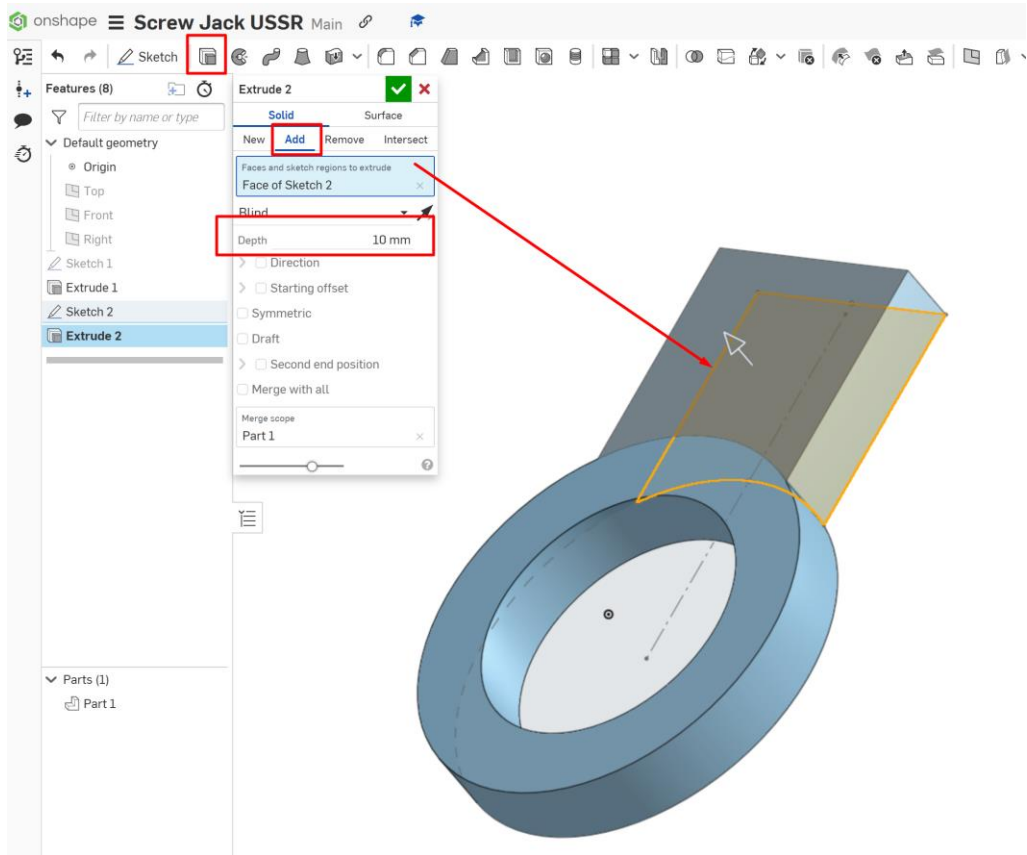 onshape Screw Jack USSR Main
Sketch
Features (8)
Filter by name or type
Default geometry
Origin
Top
Front
Right
Sketch 1
Extrude 1
Sketch 2
Extrude 2
Extrude 2
Solid Surface
New Add Remove Intersect
Faces and sketch regions to extrude
Face of Sketch 2
Blind
Depth 10 mm
Direction
Starting offset
Symmetric
Draft
Second end position
Merge with all
Merge scope
Part 1
Parts (1)
Part 1